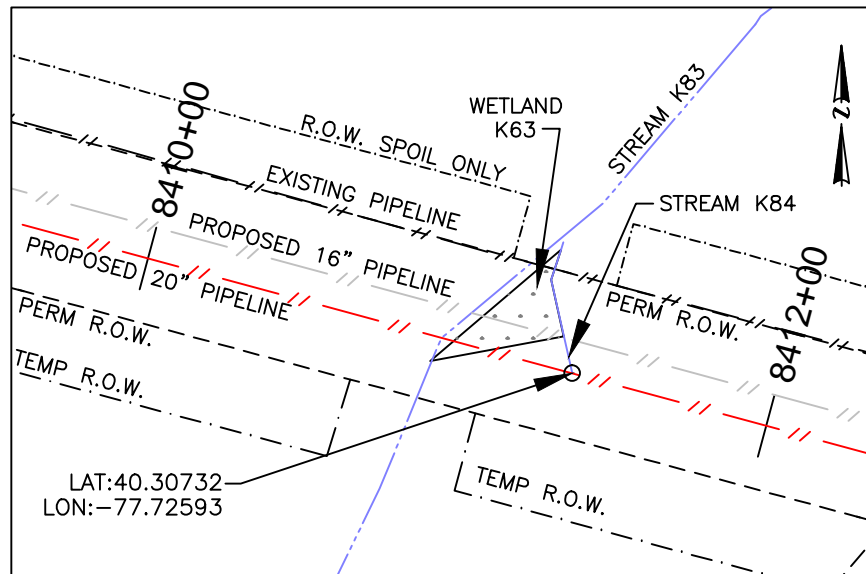 WETLAND
K63
STREAM K83
N
8410+00
R.O.W. SPOIL ONLY
EXISTING PIPELINE
STREAM K84
PROPOSED 16" PIPELINE
PROPOSED 20" PIPELINE
PERM R.O.W.
8412+00
PERM R.O.W.
TEMP R.O.W.
LAT:40.30732
LON:-77.72593
TEMP R.O.W.